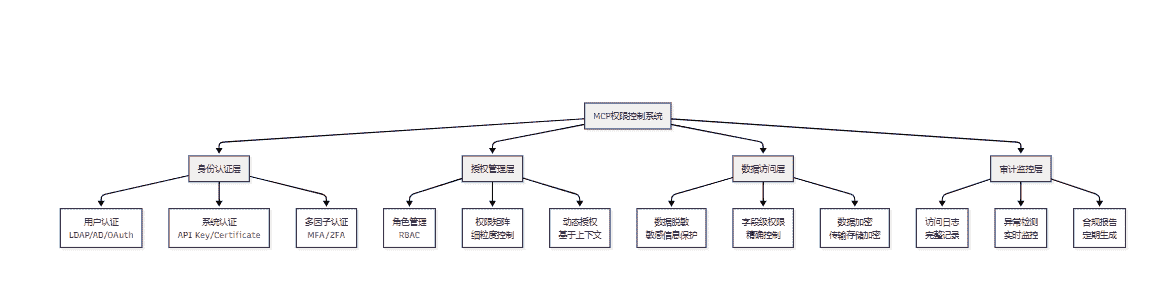 MCP权限控制系统
身份认证层
授权管理层
数据访问层
审计监控层
用户认证
LDAP/AD/OAuth
系统认证
API Key/Certificate
多因子认证
MFA/2FA
角色管理
RBAC
权限矩阵
细粒度控制
动态授权
基于上下文
数据脱敏
敏感信息保护
字段级权限
精确控制
数据加密
传输存储加密
访问日志
完整记录
异常检测
实时监控
合规报告
定期生成